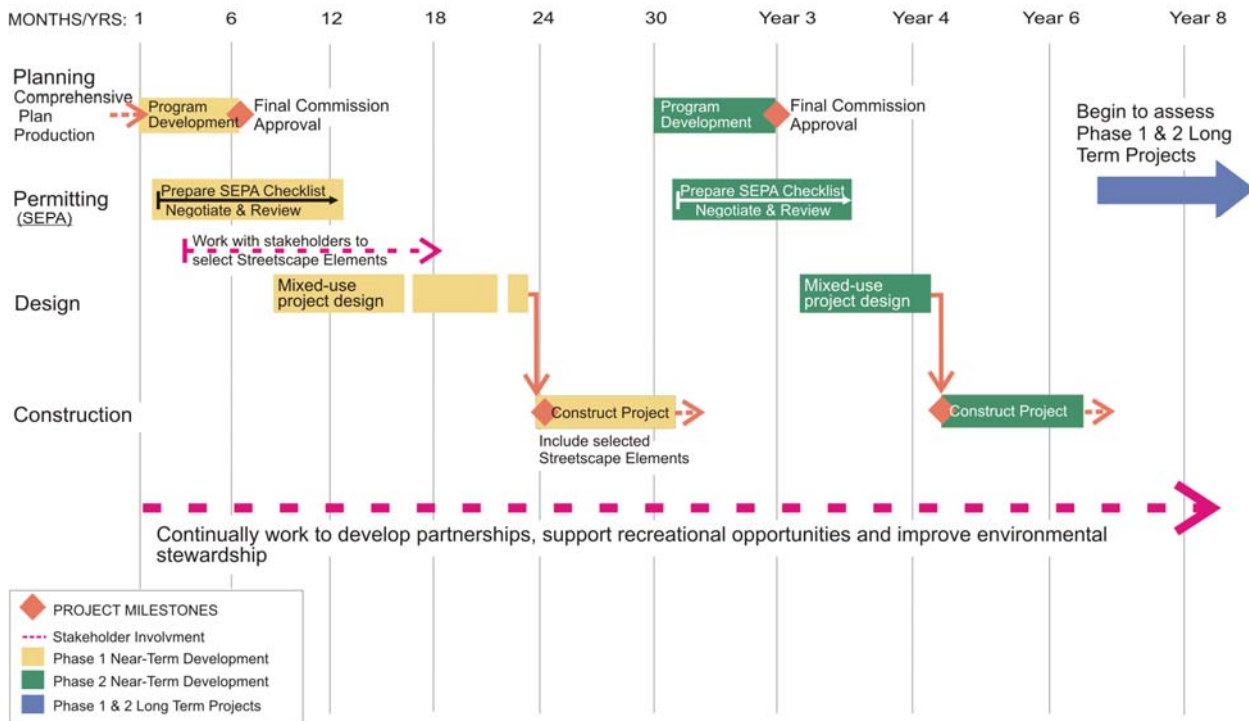 MONTHS/YRS: 1 6 12 18 24 30 Year 3 Year 4 Year 6 Year 8
Planning
Comprehensive
Plan
Production
Program
Development
Final Commission
Approval
Program
Development
Final Commission
Approval
Begin to assess
Phase 1 & 2 Long
Term Projects
Permitting
(SEPA)
Prepare SEPA Checklist
Negotiate & Review
Prepare SEPA Checklist
Negotiate & Review
Work with stakeholders to
select Streetscape Elements
Design
Mixed-use
project design
Mixed-use
project design
Construction
Construct Project
Include selected
Streetscape Elements
Construct Project
Continually work to develop partnerships, support recreational opportunities and improve environmental
stewardship
PROJECT MILESTONES
Stakeholder Involvment
Phase 1 Near-Term Development
Phase 2 Near-Term Development
Phase 1 & 2 Long Term Projects